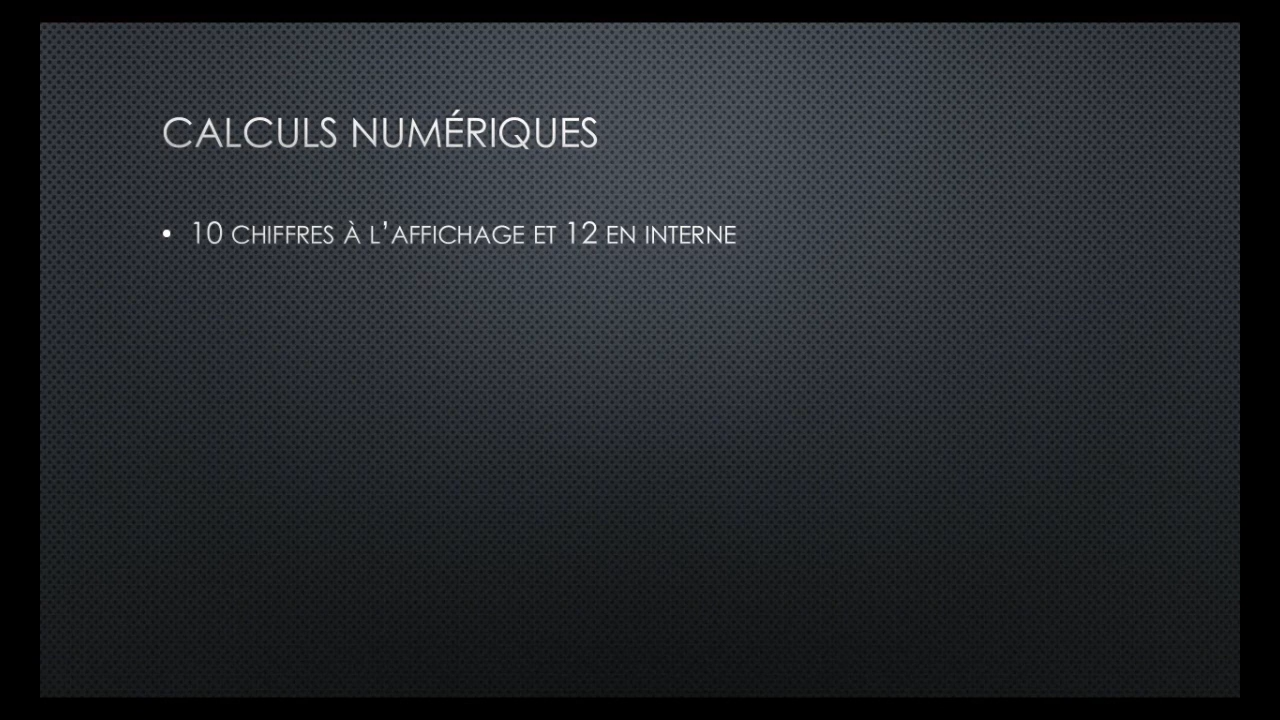 CALCULS NUMÉRIQUES
• 10 CHIFFRES À L’AFFICHAGE ET 12 EN INTERNE